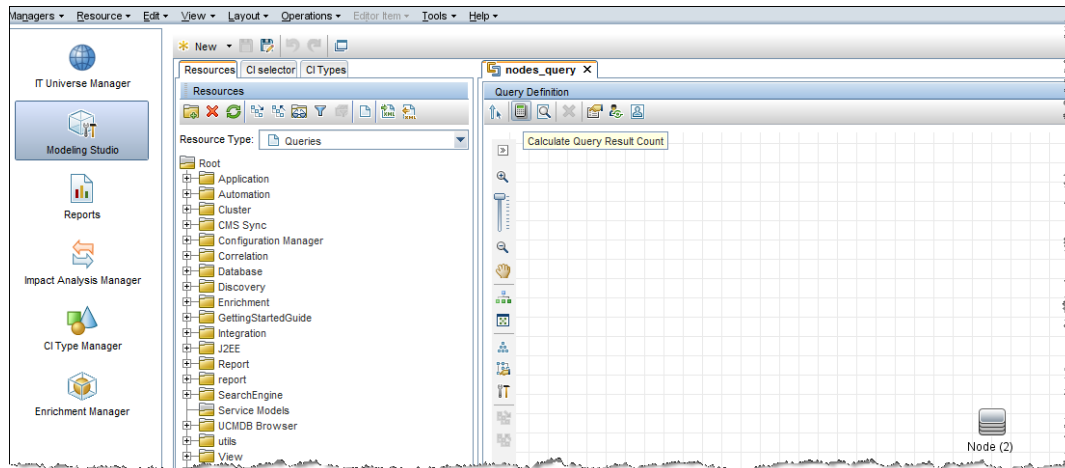 Managers Resource Edit View Layout Operations Editor Item Tools Help
New
IT Universe Manager
Modeling Studio
Reports
Impact Analysis Manager
CI Type Manager
Enrichment Manager
Resources CI selector CI Types
Resources
Resource Type: Queries
Root
Application
Automation
Cluster
CMS Sync
Configuration Manager
Correlation
Database
Discovery
Enrichment
GettingStartedGuide
Integration
J2EE
Report
report
SearchEngine
Service Models
UCMDB Browser
utils
View
nodes_query
Query Definition
Calculate Query Result Count
Node (2)